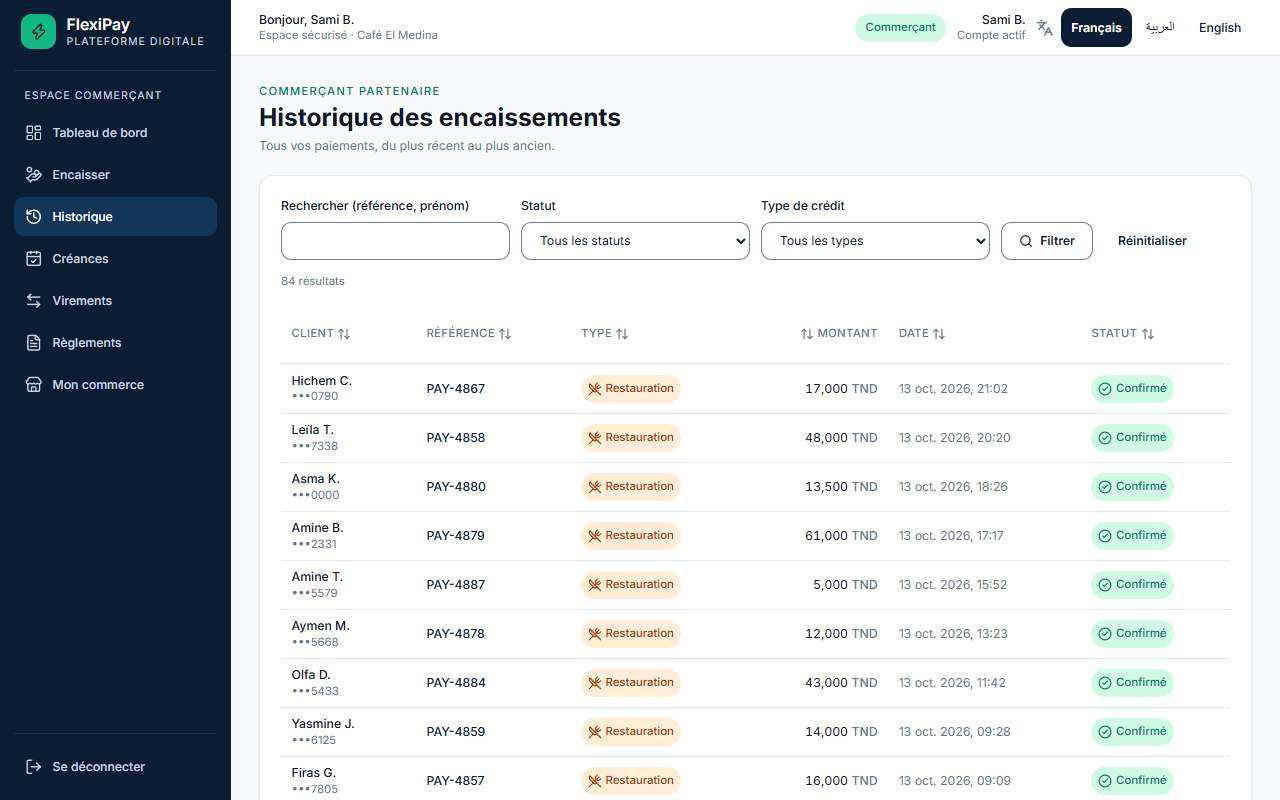 FlexiPay
PLATEFORME DIGITALE
ESPACE COMMERÇANT
Tableau de bord
Encaisser
Historique
Créances
Virements
Règlements
Mon commerce
Se déconnecter
Bonjour, Sami B.
Espace sécurisé · Café El Medina
Commerçant
Sami B.
Compte actif
Français
العربية
English
COMMERÇANT PARTENAIRE
Historique des encaissements
Tous vos paiements, du plus récent au plus ancien.
Rechercher (référence, prénom)
Statut
Type de crédit
Tous les statuts
Tous les types
Filtrer
Réinitialiser
84 résultats
CLIENT RÉFÉRENCE TYPE MONTANT DATE STATUT
Hichem C.
•••0790
PAY-4867 Restauration 17,000 TND 13 oct. 2026, 21:02 Confirmé
Leïla T.
•••7338
PAY-4858 Restauration 48,000 TND 13 oct. 2026, 20:20 Confirmé
Asma K.
•••0000
PAY-4880 Restauration 13,500 TND 13 oct. 2026, 18:26 Confirmé
Amine B.
•••2331
PAY-4879 Restauration 61,000 TND 13 oct. 2026, 17:17 Confirmé
Amine T.
•••5579
PAY-4887 Restauration 5,000 TND 13 oct. 2026, 15:52 Confirmé
Aymen M.
•••5668
PAY-4878 Restauration 12,000 TND 13 oct. 2026, 13:23 Confirmé
Olfa D.
•••5433
PAY-4884 Restauration 43,000 TND 13 oct. 2026, 11:42 Confirmé
Yasmine J.
•••6125
PAY-4859 Restauration 14,000 TND 13 oct. 2026, 09:28 Confirmé
Firas G.
•••7805
PAY-4857 Restauration 16,000 TND 13 oct. 2026, 09:09 Confirmé